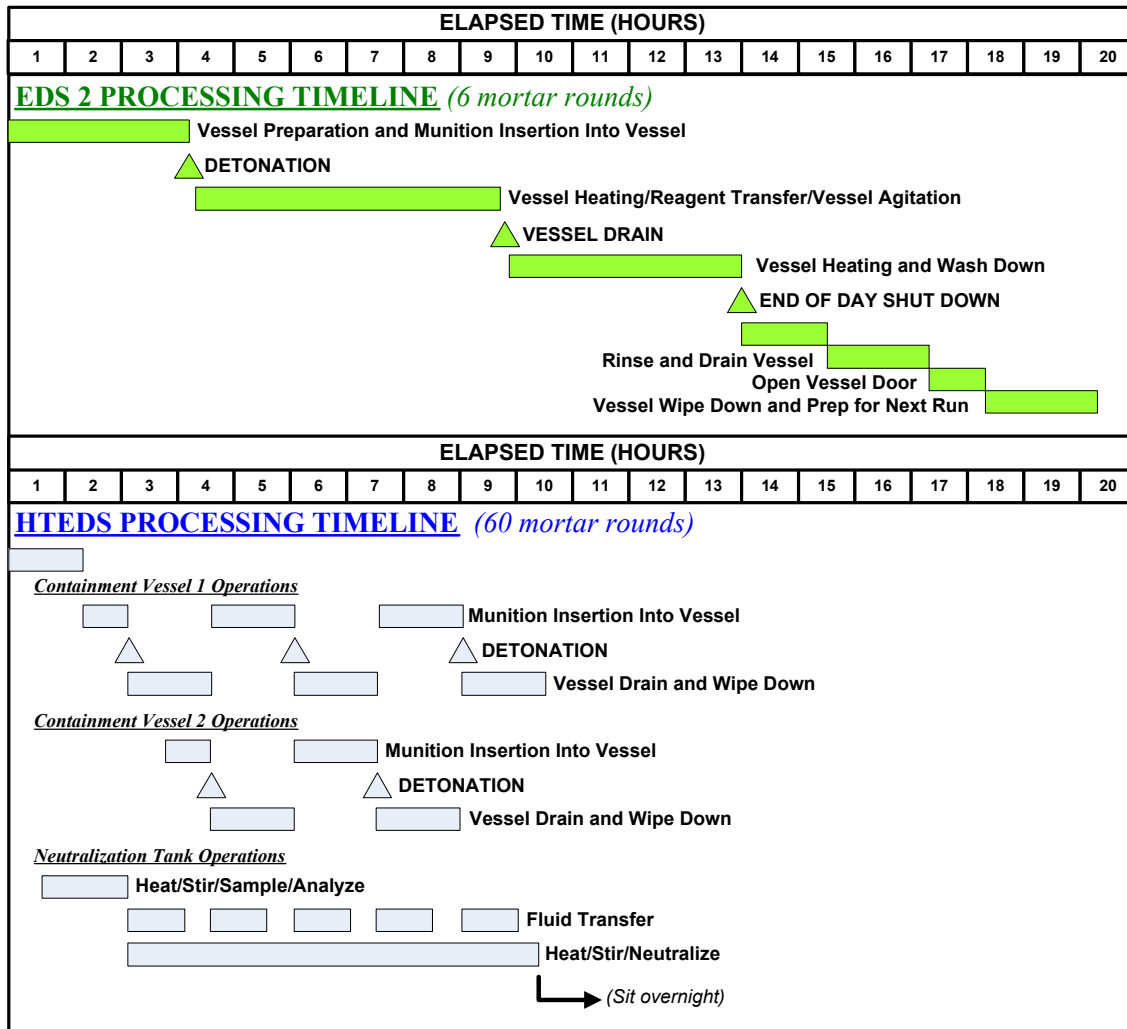 ELAPSED TIME (HOURS)
1 2 3 4 5 6 7 8 9 10 11 12 13 14 15 16 17 18 19 20
EDS 2 PROCESSING TIMELINE (6 mortar rounds)
Vessel Preparation and Munition Insertion Into Vessel
DETONATION
Vessel Heating/Reagent Transfer/Vessel Agitation
VESSEL DRAIN
Vessel Heating and Wash Down
END OF DAY SHUT DOWN
Rinse and Drain Vessel
Open Vessel Door
Vessel Wipe Down and Prep for Next Run
ELAPSED TIME (HOURS)
1 2 3 4 5 6 7 8 9 10 11 12 13 14 15 16 17 18 19 20
HTEDS PROCESSING TIMELINE (60 mortar rounds)
Containment Vessel 1 Operations
Munition Insertion Into Vessel
DETONATION
Vessel Drain and Wipe Down
Containment Vessel 2 Operations
Munition Insertion Into Vessel
DETONATION
Vessel Drain and Wipe Down
Neutralization Tank Operations
Heat/Stir/Sample/Analyze
Fluid Transfer
Heat/Stir/Neutralize
(Sit overnight)